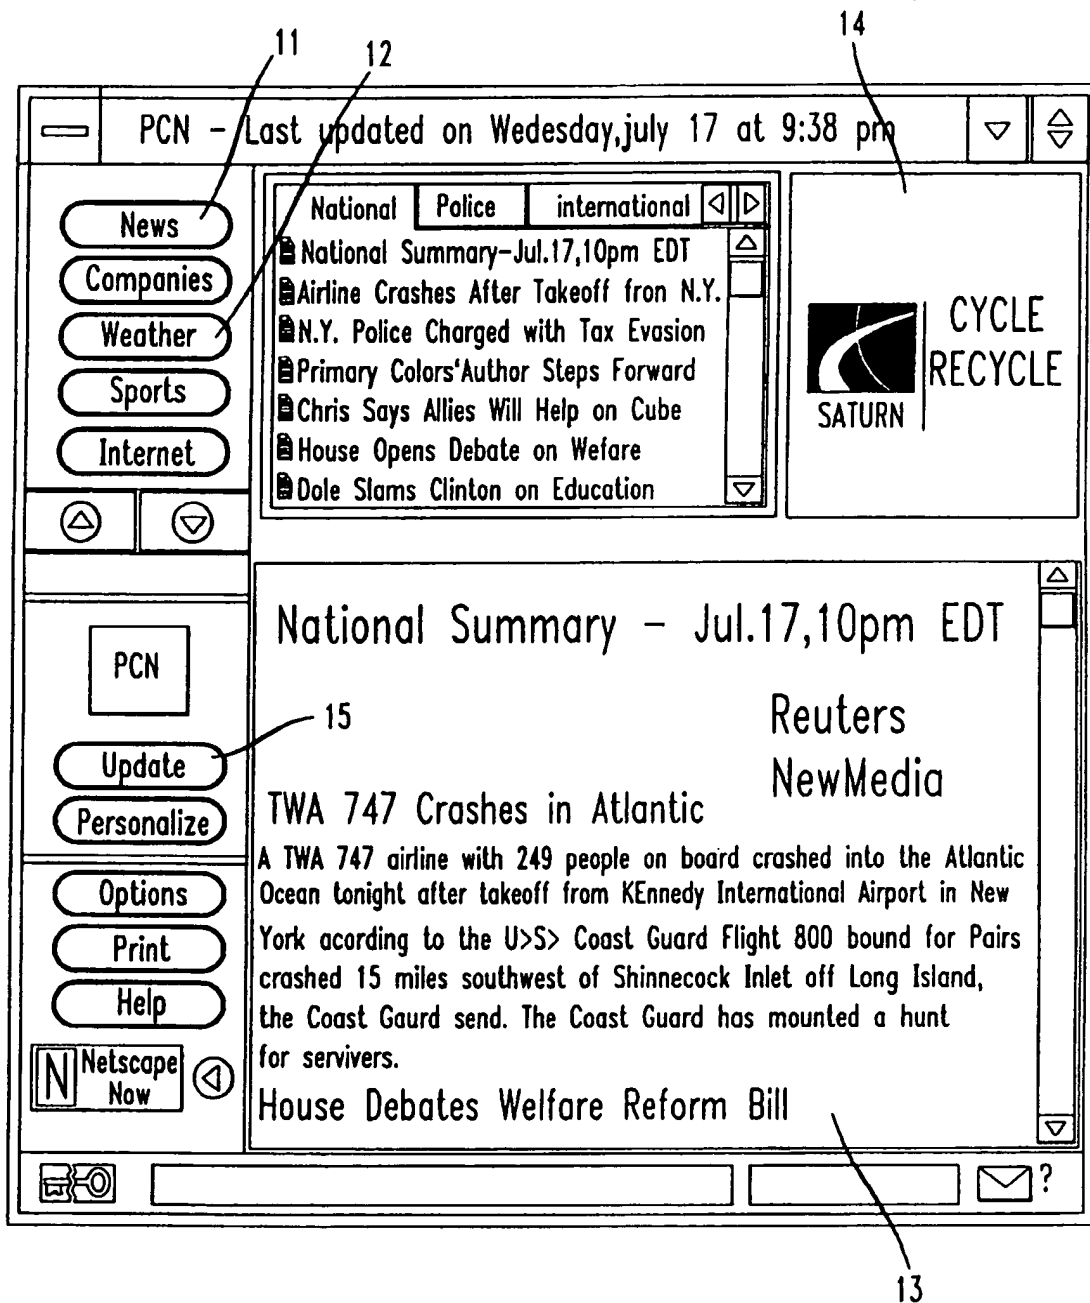 11
12
14
PCN - Last updated on Wedesday,july 17 at 9:38 pm
News
Companies
Weather
Sports
Internet
National Police international
National Summary-Jul.17,10pm EDT
Airline Crashes After Takeoff fron N.Y.
N.Y. Police Charged with Tax Evasion
Primary Colors'Author Steps Forward
Chris Says Allies Will Help on Cube
House Opens Debate on Wefare
Dole Slams Clinton on Education
SATURN
CYCLE
RECYCLE
PCN
15
Update
Personalize
Options
Print
Help
N Netscape
Now
National Summary - Jul.17,10pm EDT
Reuters
NewMedia
TWA 747 Crashes in Atlantic
A TWA 747 airline with 249 people on board crashed into the Atlantic
Ocean tonight after takeoff from KEnnedy International Airport in New
York acording to the U>S> Coast Guard Flight 800 bound for Pairs
crashed 15 miles southwest of Shinnecock Inlet off Long Island,
the Coast Gaurd send. The Coast Guard has mounted a hunt
for servivers.
House Debates Welfare Reform Bill
?
13